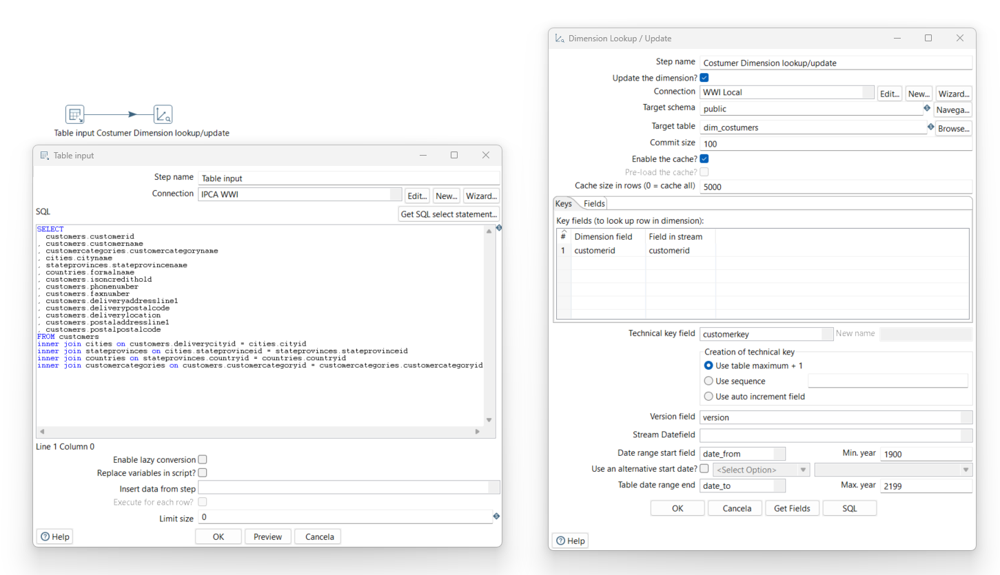 Table input Costumer Dimension lookup/update
Table input
Step name Table input
Connection IPCA WWI Edit... New... Wizard...
SQL Get SQL select statement...
SELECT
customers.customerid
, customers.customername
, customercategories.customercategoryname
, cities.cityname
, stateprovinces.stateprovincename
, countries.formalname
, customers.isoncredithold
, customers.phonenumber
, customers.faxnumber
, customers.deliveryaddressline1
, customers.deliverypostalcode
, customers.deliverylocation
, customers.postaladdressline1
, customers.postalpostalcode
FROM customers
inner join cities on customers.deliverycityid = cities.cityid
inner join stateprovinces on cities.stateprovinceid = stateprovinces.stateprovinceid
inner join countries on stateprovinces.countryid = countries.countryid
inner join customercategories on customers.customercategoryid = customercategories.customercategoryid
Line 1 Column 0
Enable lazy conversion
Replace variables in script?
Insert data from step
Execute for each row?
Limit size 0
Help OK Preview Cancela
Dimension Lookup / Update
Step name Costumer Dimension lookup/update
Update the dimension?
Connection WWI Local Edit... New... Wizard...
Target schema public Navega...
Target table dim_costumers Browse...
Commit size 100
Enable the cache?
Pre-load the cache?
Cache size in rows (0 = cache all) 5000
Keys Fields
Key fields (to look up row in dimension):
# Dimension field Field in stream
1 customerid customerid
Technical key field customerkey New name
Creation of technical key
Use table maximum + 1
Use sequence
Use auto increment field
Version field version
Stream Datefield
Date range start field date_from Min. year 1900
Use an alternative start date? <Select Option>
Table date range end date_to Max. year 2199
OK Cancela Get Fields SQL
Help